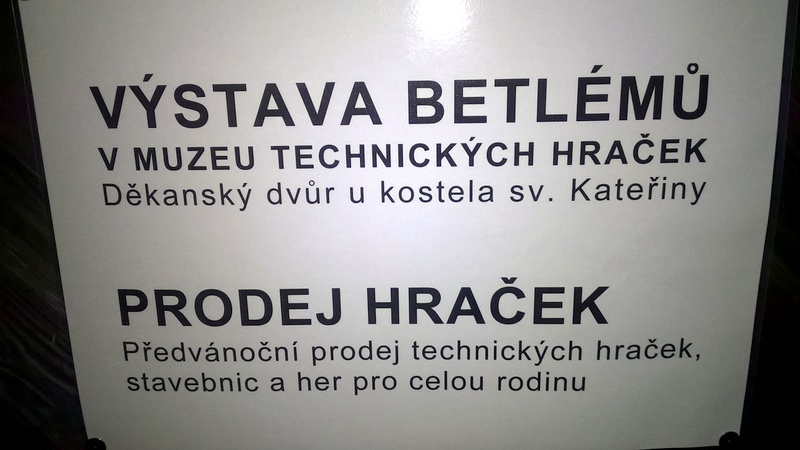 VÝSTAVA BETLÉMŮ
V MUZEU TECHNICKÝCH HRAČEK
Děkanský dvůr u kostela sv. Kateřiny
PRODEJ HRAČEK
Předvánoční prodej technických hraček,
stavebnic a her pro celou rodinu